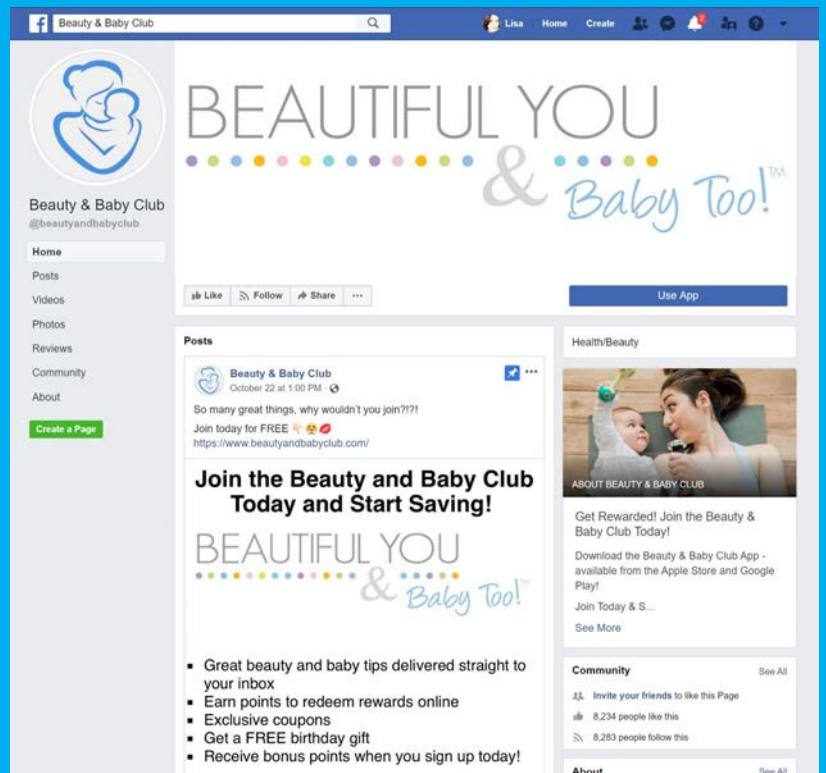 Beauty & Baby Club
Lisa Home Create
BEAUTIFUL YOU
& Baby Too!™
Beauty & Baby Club
@beautyandbabyclub
Home
Posts
Videos
Photos
Reviews
Community
About
Create a Page
Like Follow Share ...
Use App
Posts
Beauty & Baby Club
October 22 at 1:00 PM ·
So many great things, why wouldn't you join?!?!
Join today for FREE 👇🏻👶💋
https://www.beautyandbabyclub.com/
Join the Beauty and Baby Club
Today and Start Saving!
BEAUTIFUL YOU
& Baby Too!™
▪ Great beauty and baby tips delivered straight to
your inbox
▪ Earn points to redeem rewards online
▪ Exclusive coupons
▪ Get a FREE birthday gift
▪ Receive bonus points when you sign up today!
Health/Beauty
ABOUT BEAUTY & BABY CLUB
Get Rewarded! Join the Beauty &
Baby Club Today!
Download the Beauty & Baby Club App -
available from the Apple Store and Google
Play!
Join Today & S...
See More
Community See All
Invite your friends to like this Page
8,234 people like this
8,283 people follow this
About See All